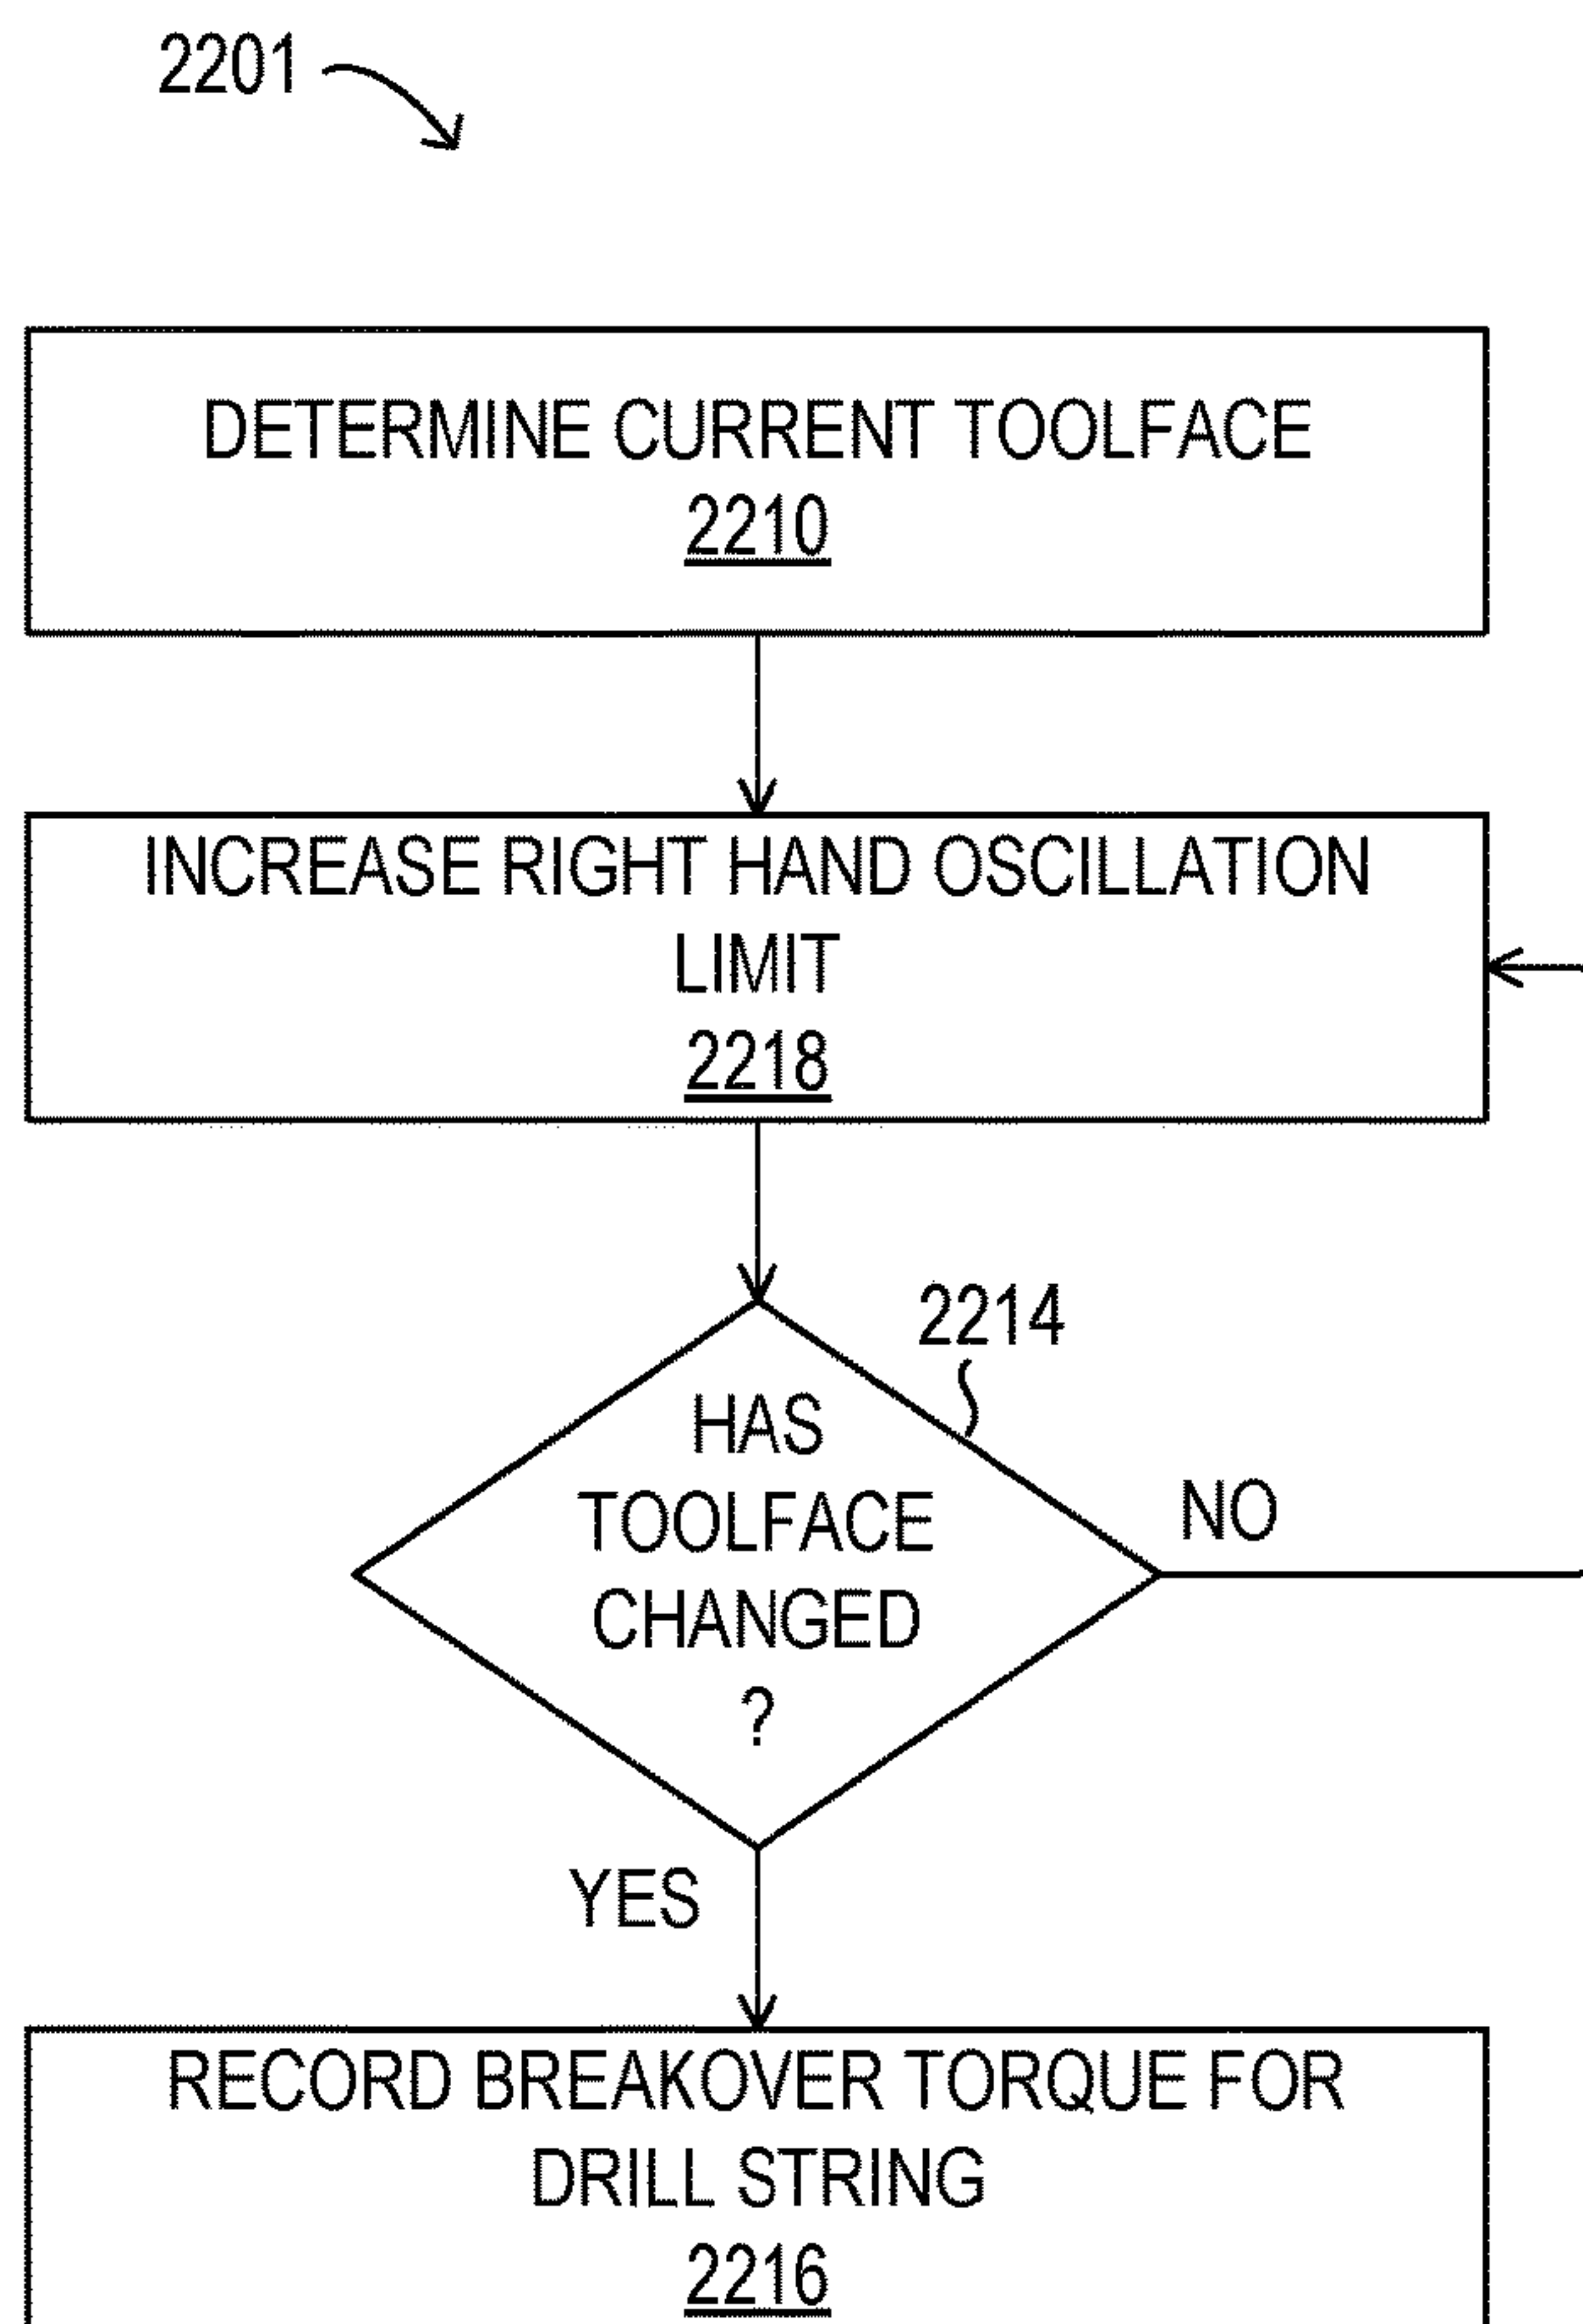 2201
DETERMINE CURRENT TOOLFACE
2210
INCREASE RIGHT HAND OSCILLATION
LIMIT
2218
2214
HAS
TOOLFACE
CHANGED
?
NO
YES
RECORD BREAKOVER TORQUE FOR
DRILL STRING
2216